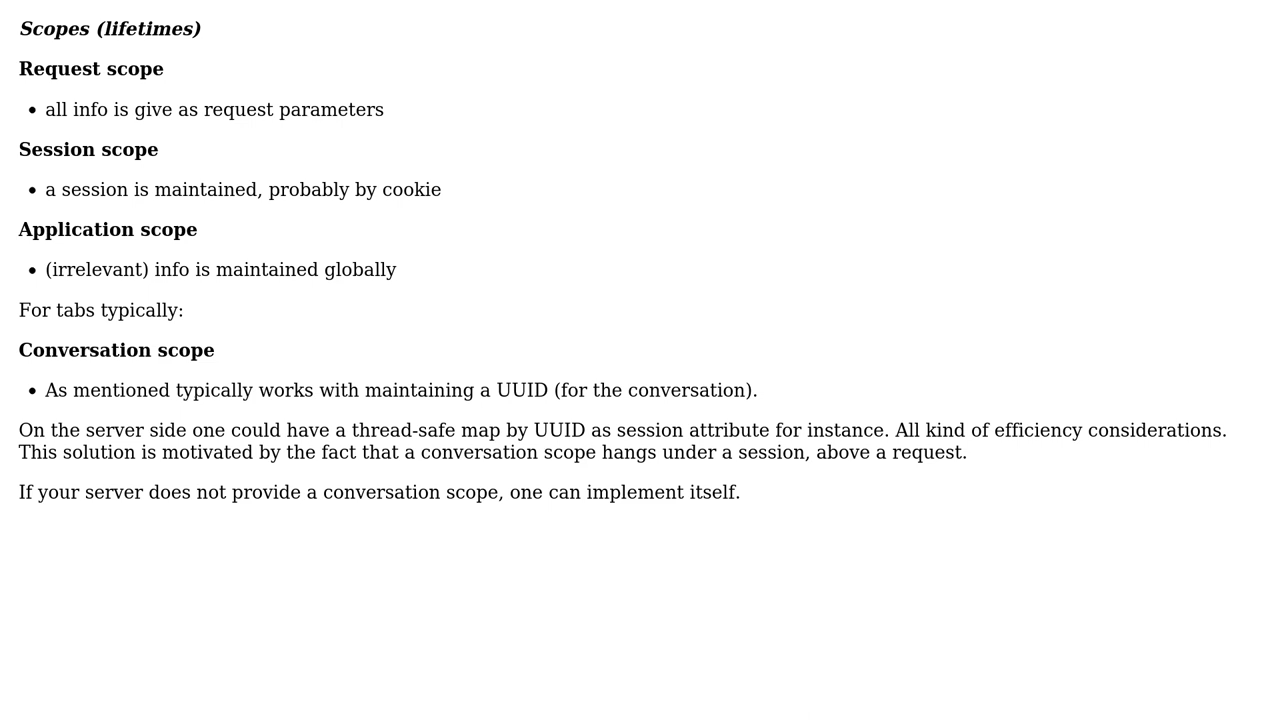 Scopes (lifetimes)
Request scope
• all info is give as request parameters
Session scope
• a session is maintained, probably by cookie
Application scope
• (irrelevant) info is maintained globally
For tabs typically:
Conversation scope
• As mentioned typically works with maintaining a UUID (for the conversation).
On the server side one could have a thread-safe map by UUID as session attribute for instance. All kind of efficiency considerations.
This solution is motivated by the fact that a conversation scope hangs under a session, above a request.
If your server does not provide a conversation scope, one can implement itself.